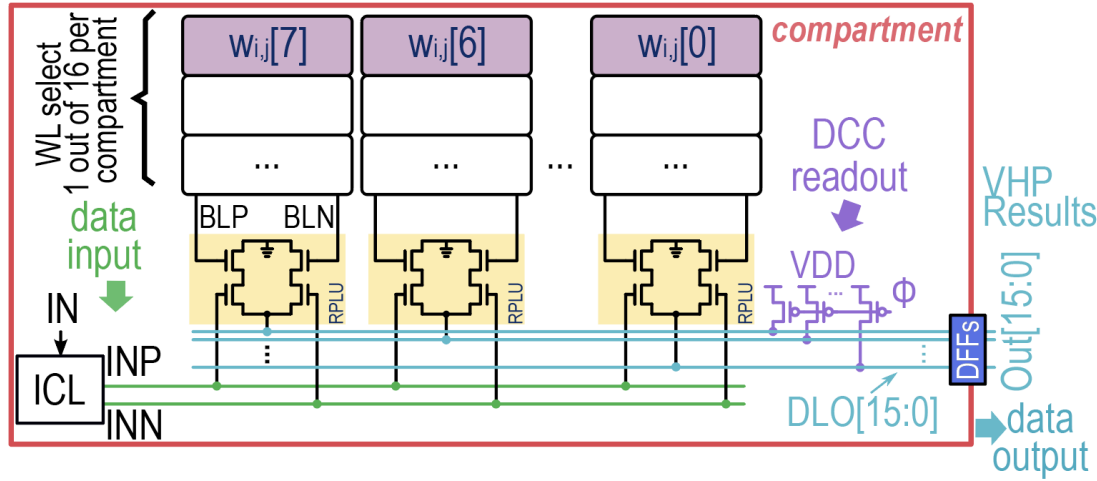 WL select
1 out of 16 per
compartment
wi,j[7]
wi,j[6]
wi,j[0]
compartment
...
...
...
...
DCC
readout
VHP
Results
data
input
BLP
BLN
RPLU
RPLU
RPLU
VDD
...
Φ
IN
ICL
INP
INN
...
...
DFFs
Out[15:0]
DLO[15:0]
data
output